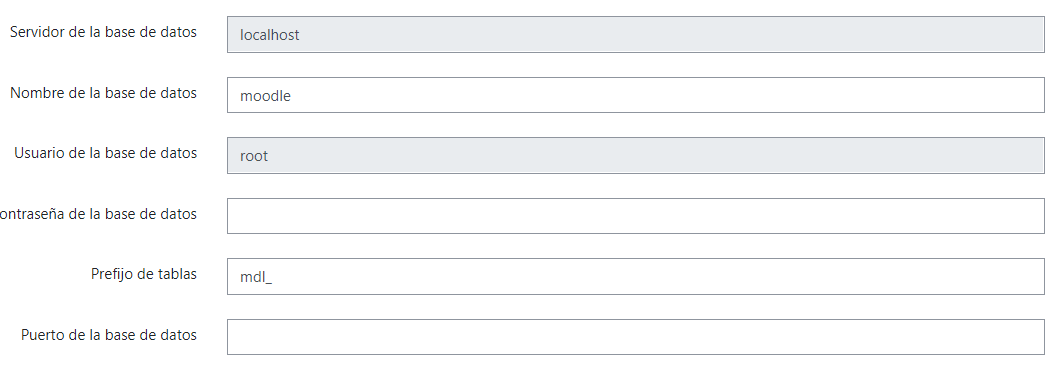 Servidor de la base de datos
localhost
Nombre de la base de datos
moodle
Usuario de la base de datos
root
ontraseña de la base de datos
Prefijo de tablas
mdl_
Puerto de la base de datos